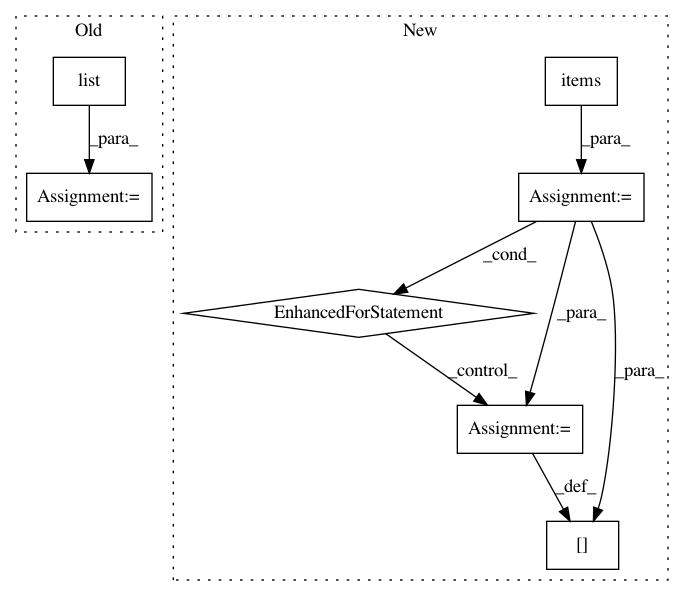 Old
New
list
items
_para_
_para_
Assignment:=
Assignment:=
_cond_
EnhancedForStatement
_para_
_control_
_para_
Assignment:=
_def_
[]